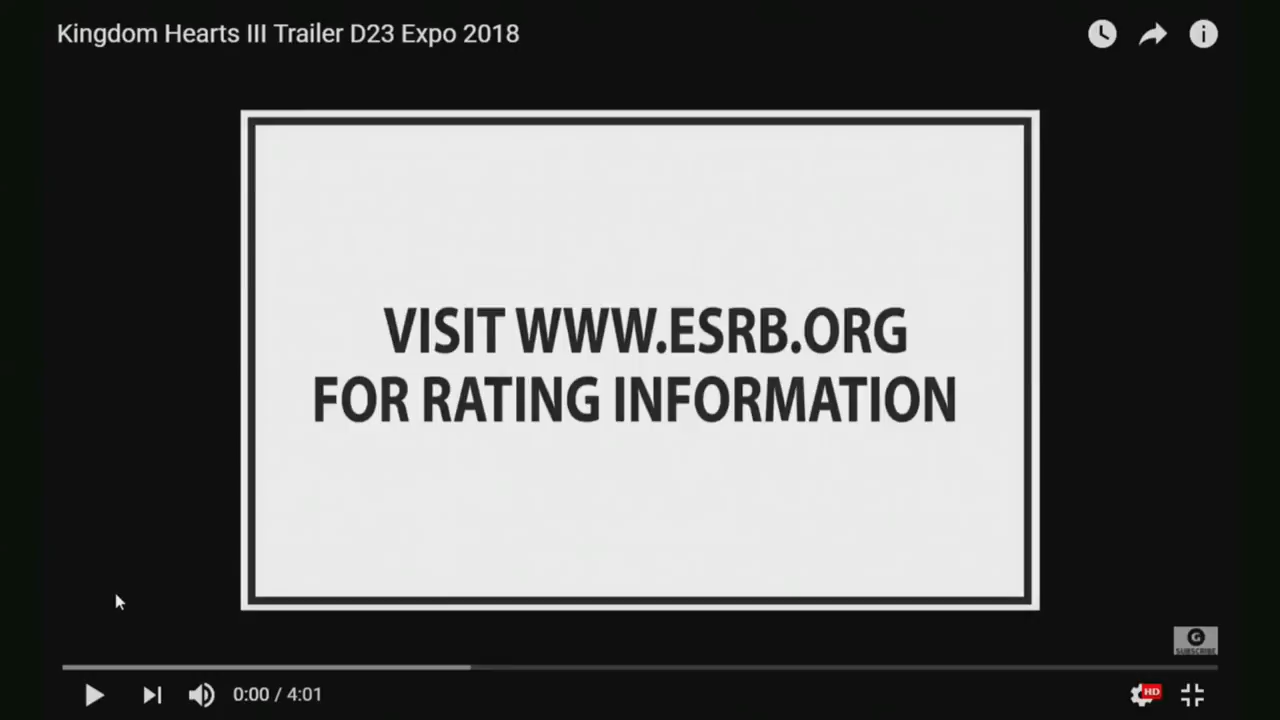 Kingdom Hearts III Trailer D23 Expo 2018
VISIT WWW.ESRB.ORG
FOR RATING INFORMATION
G
SUBSCRIBE
0:00 / 4:01
HD